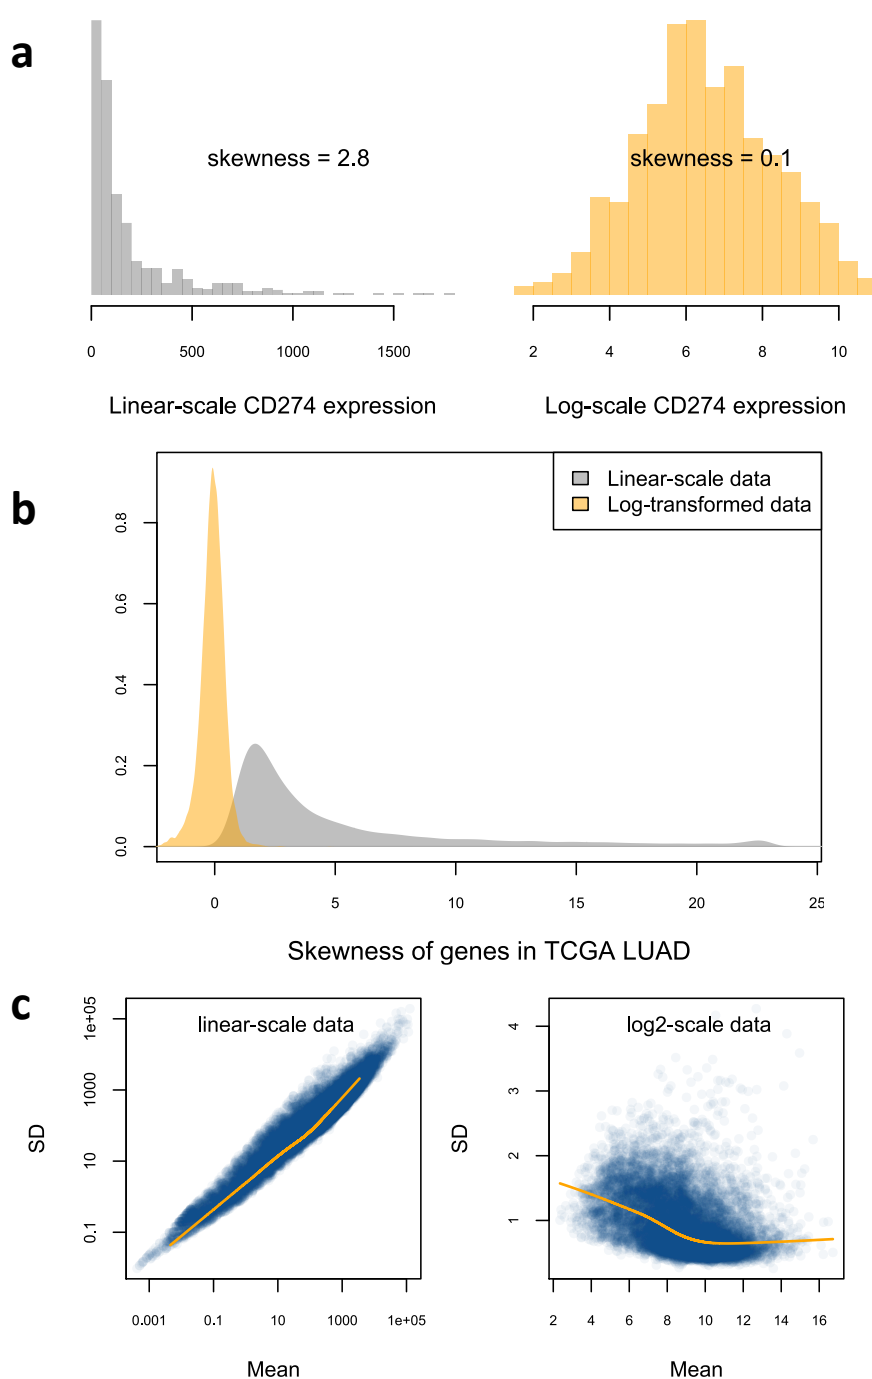 a
skewness = 2.8
0 500 1000 1500
Linear-scale CD274 expression
skewness = 0.1
2 4 6 8 10
Log-scale CD274 expression
b
Linear-scale data
Log-transformed data
0.8
0.6
0.4
0.2
0.0
0 5 10 15 20 25
Skewness of genes in TCGA LUAD
c
linear-scale data
SD
1e+05
1000
10
0.1
0.001 0.1 10 1000 1e+05
Mean
log2-scale data
SD
4
3
2
1
2 4 6 8 10 12 14 16
Mean